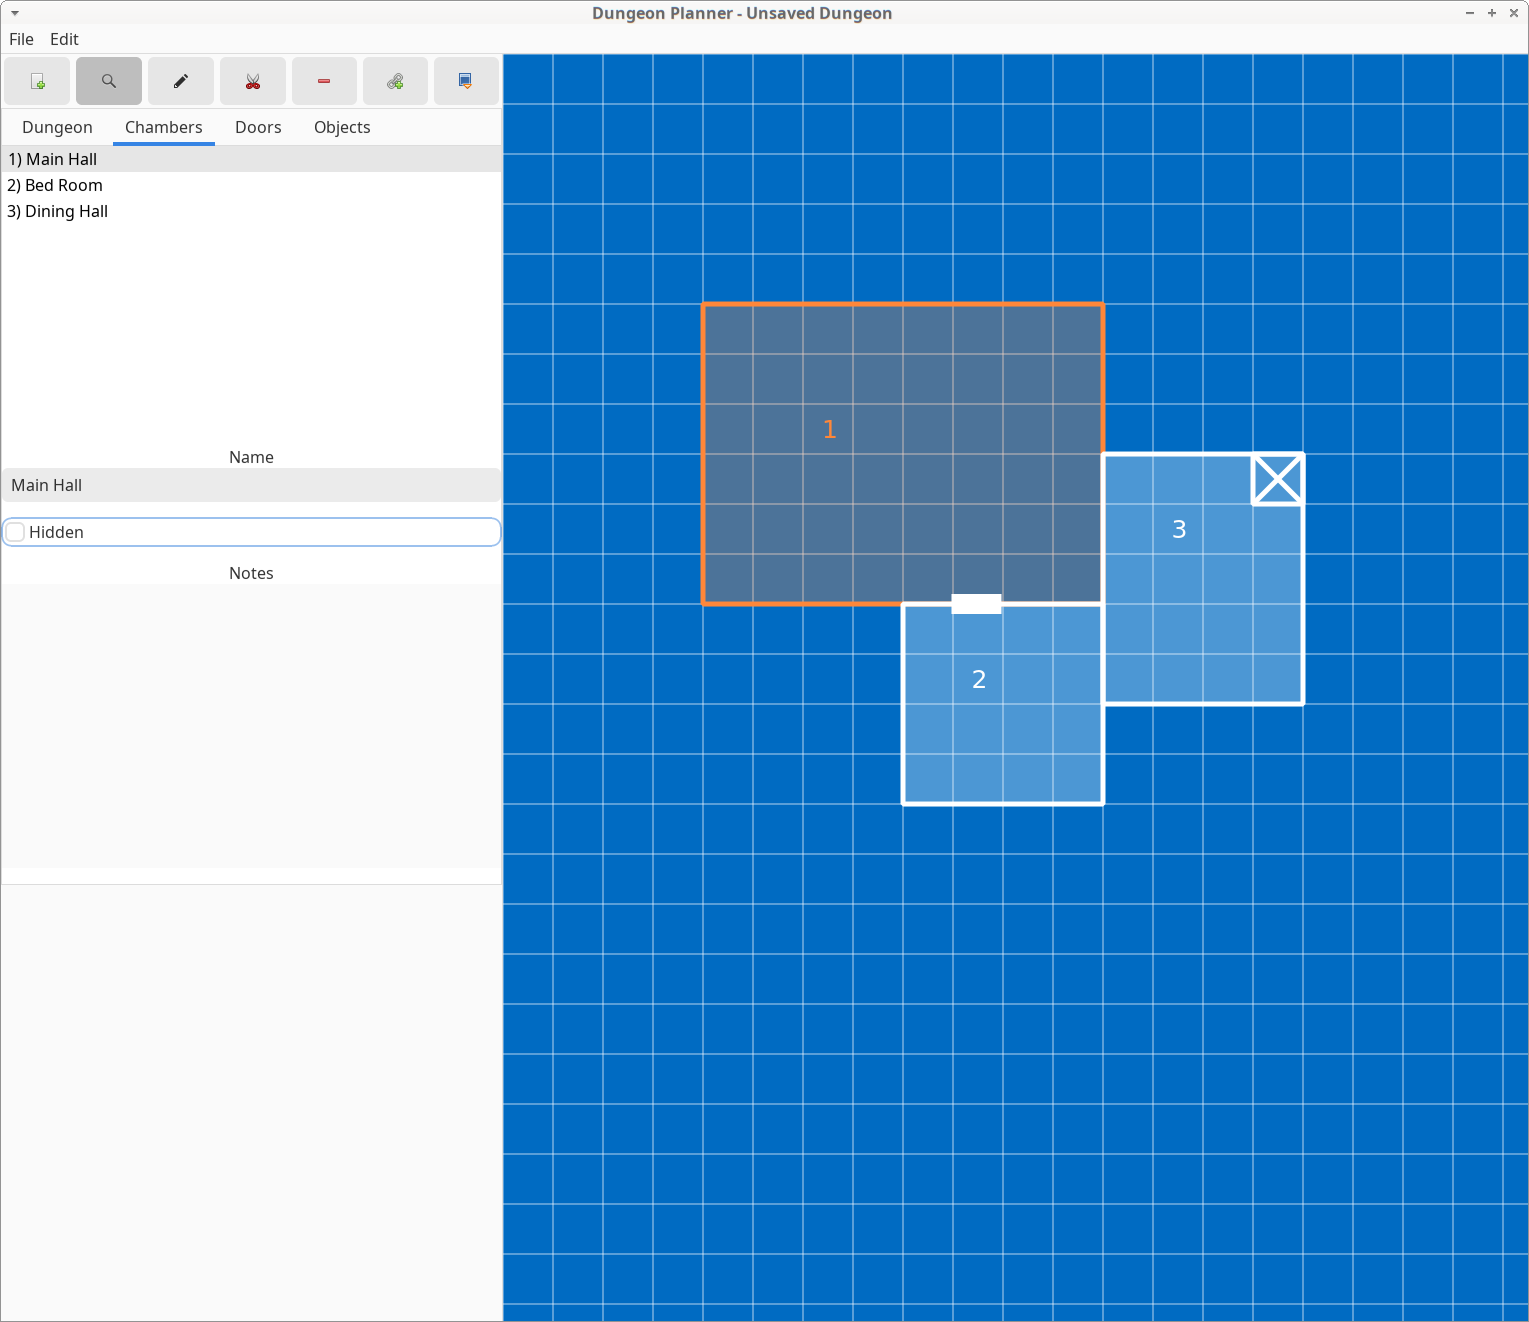 Dungeon Planner - Unsaved Dungeon
File Edit
Dungeon Chambers Doors Objects
1) Main Hall
2) Bed Room
3) Dining Hall
Name
Main Hall
Hidden
Notes
1
3
2